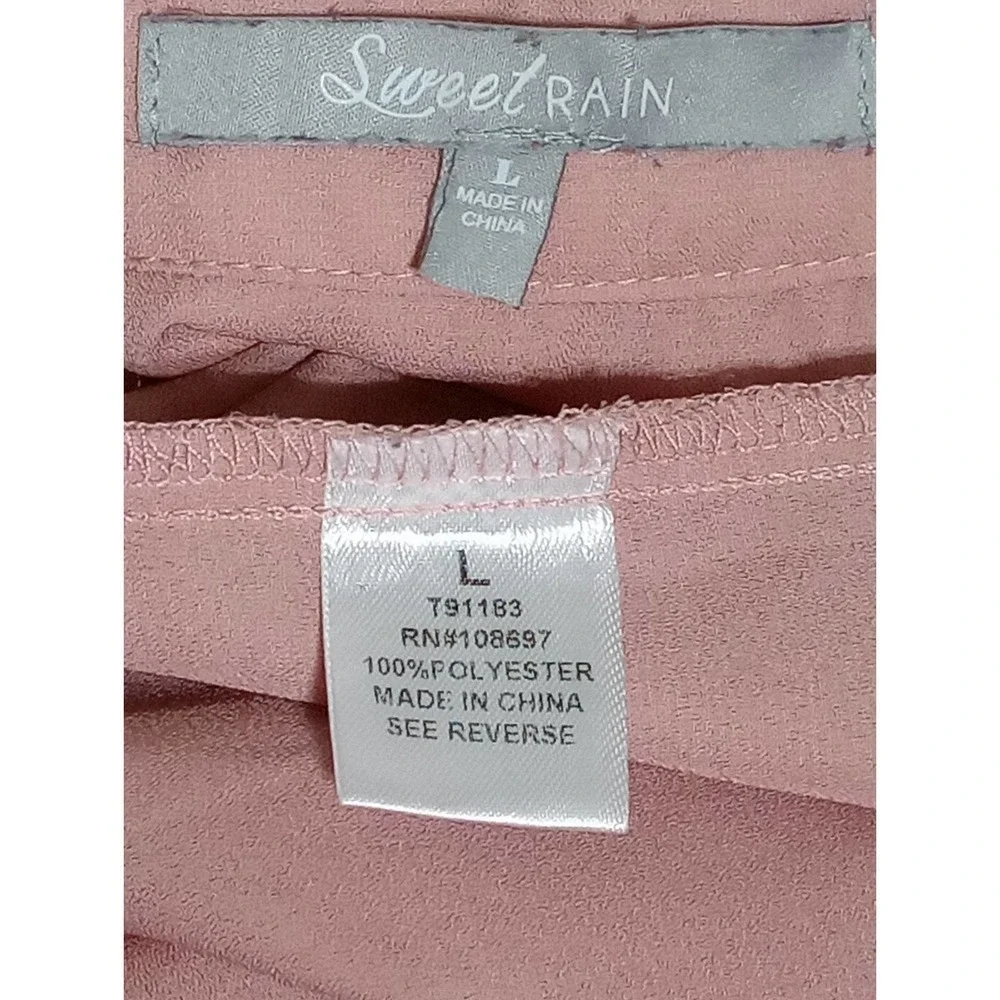 Sweet RAIN
L
MADE IN
CHINA
L
T91183
RN#108697
100%POLYESTER
MADE IN CHINA
SEE REVERSE